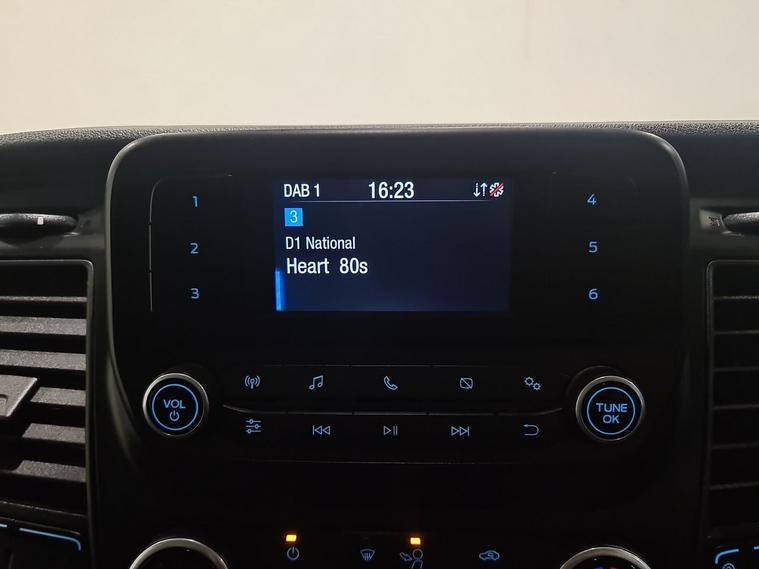 DAB 1 16:23
3
D1 National
Heart 80s
1
2
3
4
5
6
VOL
TUNE
OK